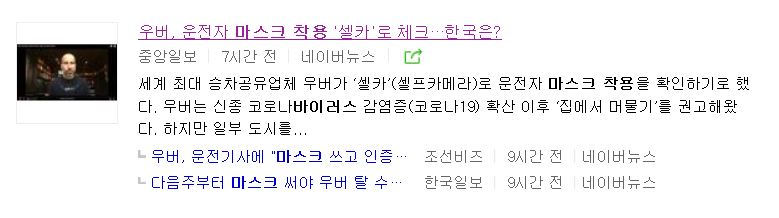 우버, 운전자 마스크 착용 '셀카'로 체크…한국은?
중앙일보 | 7시간 전 | 네이버뉴스
세계 최대 승차공유업체 우버가 '셀카'(셀프카메라)로 운전자 마스크 착용을 확인하기로 했
다. 우버는 신종 코로나바이러스 감염증(코로나19) 확산 이후 '집에서 머물기'를 권고해왔
다. 하지만 일부 도시를...
우버, 운전기사에 "마스크 쓰고 인증… 조선비즈 | 9시간 전 | 네이버뉴스
다음주부터 마스크 써야 우버 탈 수… 한국일보 | 9시간 전 | 네이버뉴스